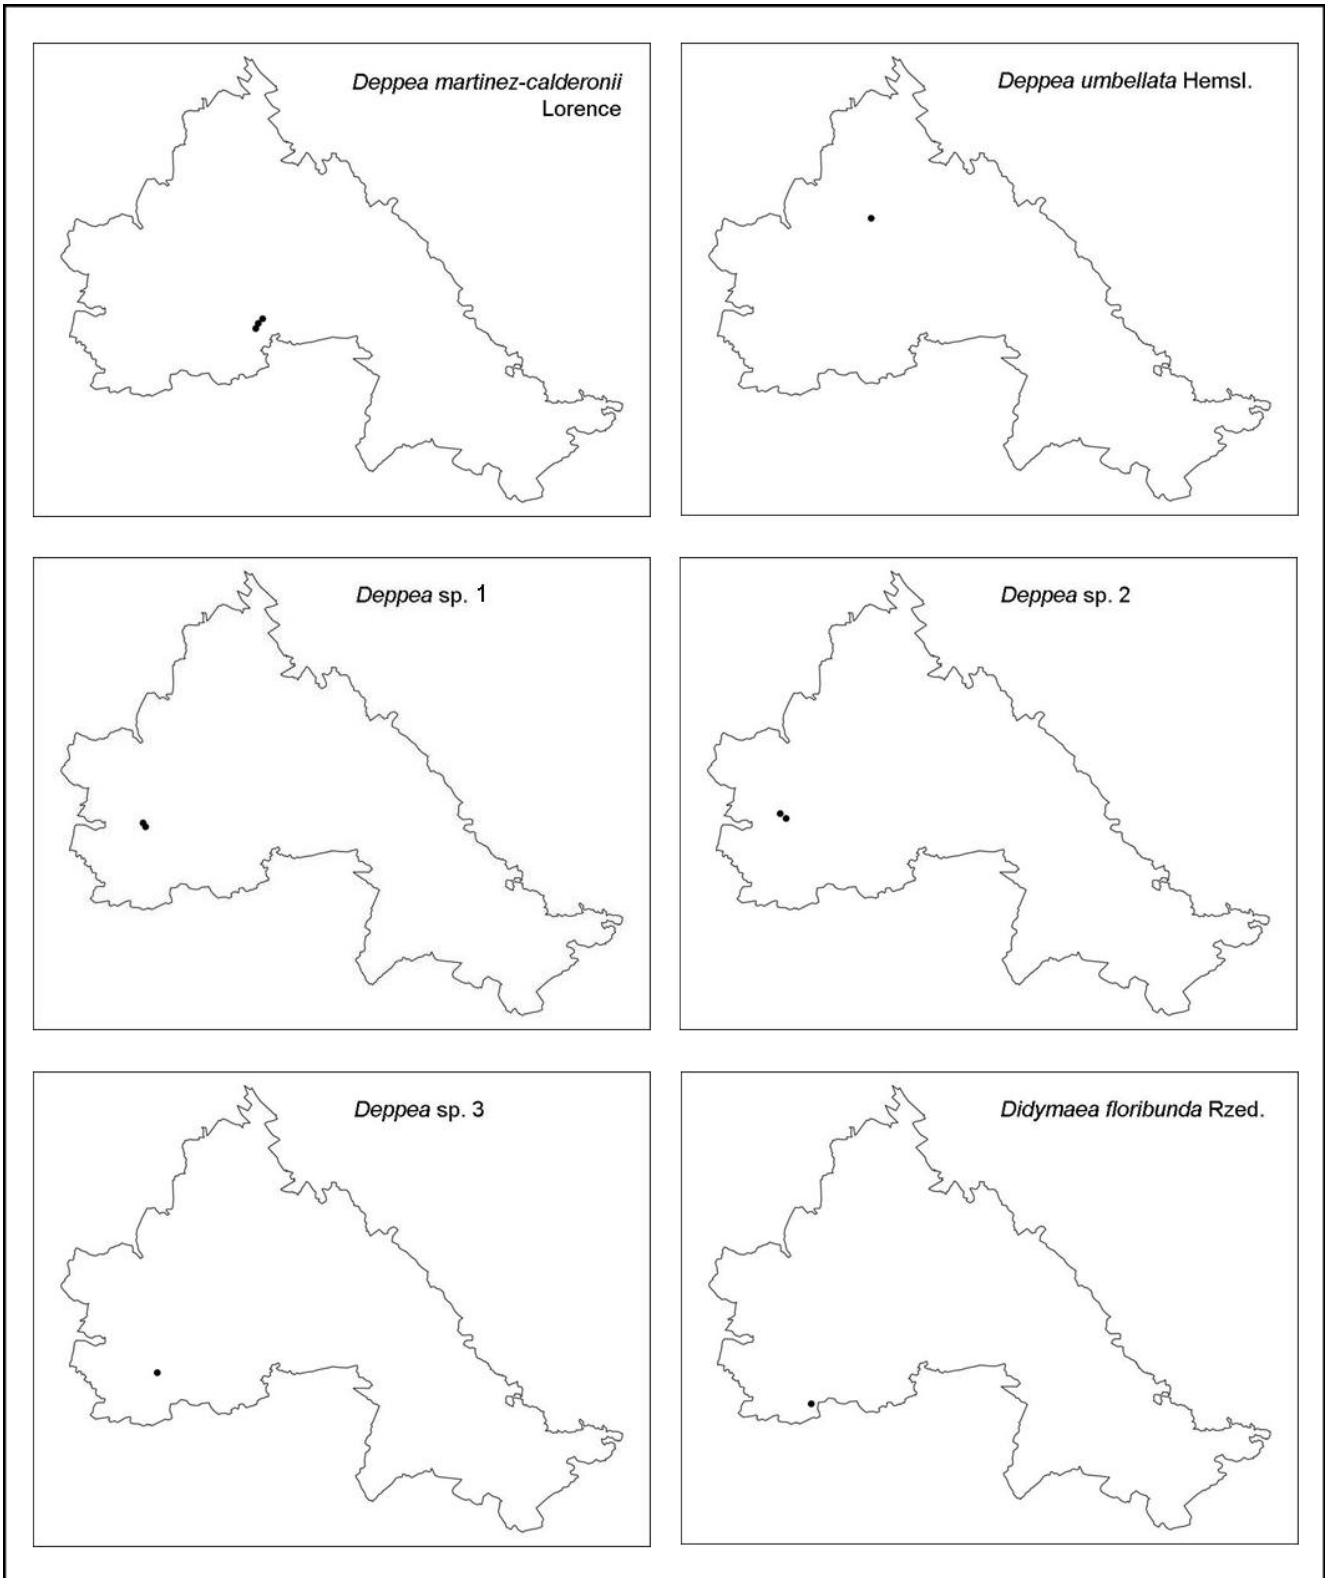 Deppea martinez-calderonii
Lorence
Deppea umbellata Hemsl.
Deppea sp. 1
Deppea sp. 2
Deppea sp. 3
Didymaea floribunda Rzed.